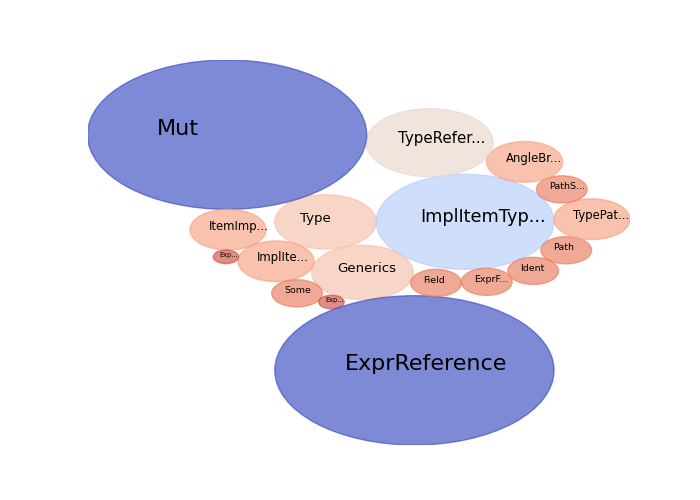 Mut
TypeRefer...
AngleBr...
PathS...
ImplItemTyp...
TypePat...
Type
ItemImp...
Path
Exp...
ImplIte...
Generics
Ident
Field
ExprF...
Some
Exp...
ExprReference